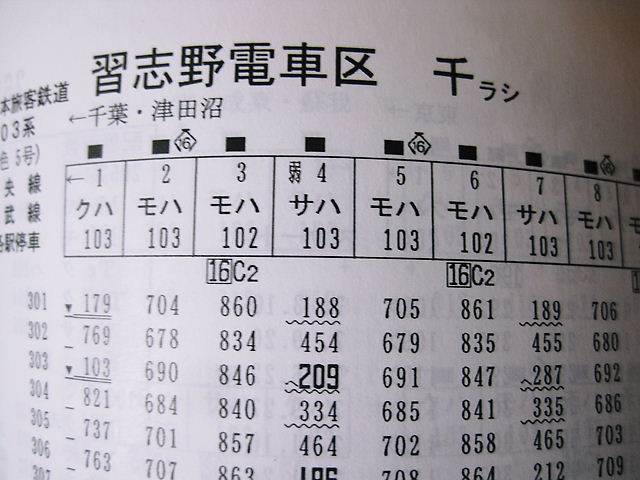 習志野電車区 千ラシ
本旅客鉄道 ←千葉・津田沼
03系
色5号) ■ ■⑯ ■ ■ ■⑯ ■ ■ ■⑯
央線 ←1 2 3 弱4 5 6 7 8
武線 クハ モハ モハ サハ モハ モハ サハ モハ モ
各駅停車 103 103 102 103 103 102 103 103
16C2 16C2 1
301 179 704 860 188 705 861 189 706
302 769 678 834 454 679 835 455 680
303 103 690 846 209 691 847 287 692
304 821 684 840 334 685 841 335 686
305 737 701 857 464 702 858 465 703
306 763 707 863 186 708 864 212 709
307